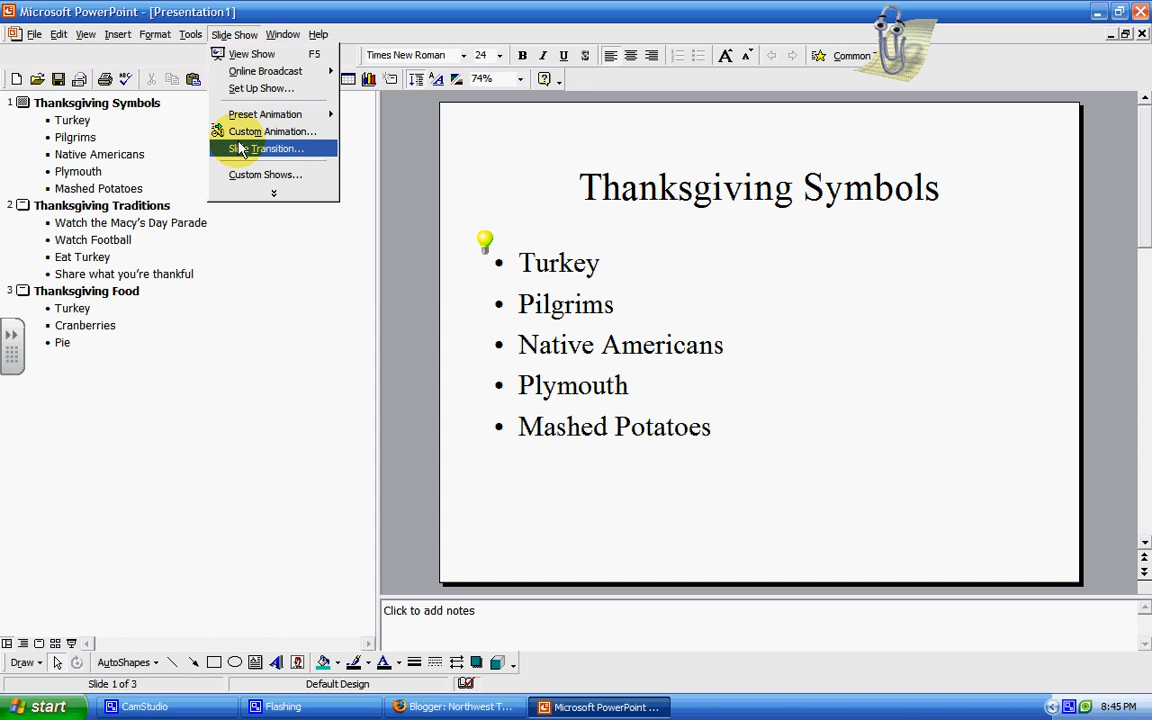 Microsoft PowerPoint - [Presentation1]
File Edit View Insert Format Tools Slide Show Window Help
View Show F5
Online Broadcast
Set Up Show...
Preset Animation
Custom Animation...
Slide Transition...
Custom Shows...
Times New Roman 24 B I U S A A Common
74%
1 Thanksgiving Symbols
▪ Turkey
▪ Pilgrims
▪ Native Americans
▪ Plymouth
▪ Mashed Potatoes
2 Thanksgiving Traditions
▪ Watch the Macy's Day Parade
▪ Watch Football
▪ Eat Turkey
▪ Share what you're thankful
3 Thanksgiving Food
▪ Turkey
▪ Cranberries
▪ Pie
Thanksgiving Symbols
• Turkey
• Pilgrims
• Native Americans
• Plymouth
• Mashed Potatoes
Click to add notes
Draw AutoShapes
Slide 1 of 3 Default Design
start CamStudio Flashing Blogger: Northwest T... Microsoft PowerPoint ... 8:45 PM